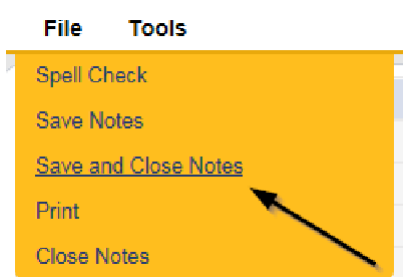 File Tools
Spell Check
Save Notes
Save and Close Notes
Print
Close Notes